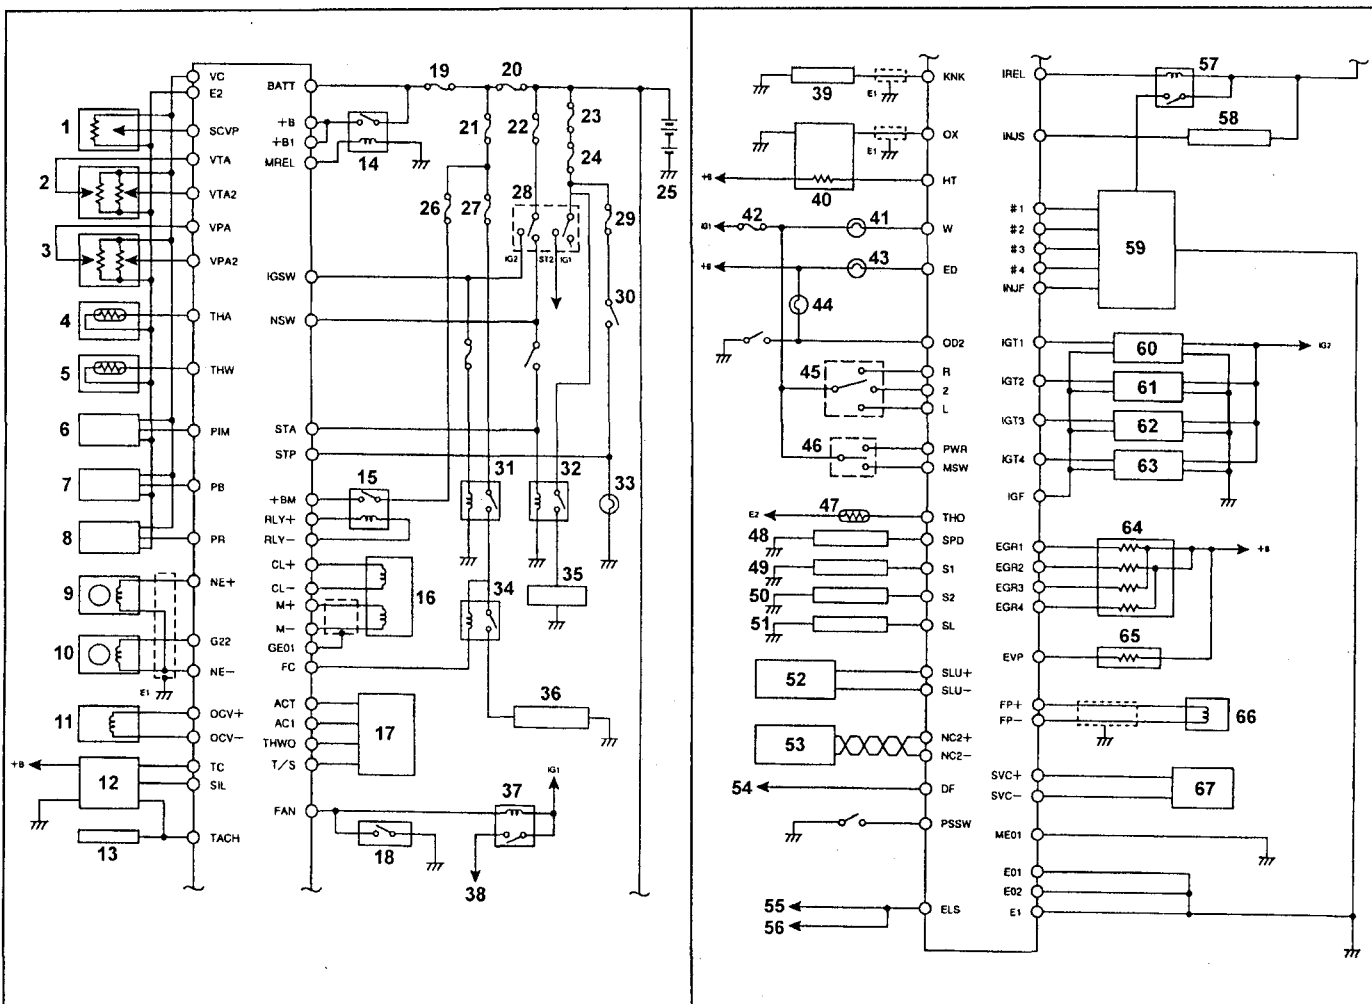 VC
E2
1
SCVP
VTA
2
VTA2
VPA
3
VPA2
4
THA
5
THW
6
PIM
7
PB
8
PR
9
NE+
10
G22
NE−
E1
11
OCV+
OCV−
+B
12
TC
SIL
13
TACH
BATT
19
20
+B
+B1
MREL
14
21
22
23
24
25
26
27
28
29
IG2
ST2
IG1
IGSW
30
NSW
STA
STP
15
31
32
33
+BM
RLY+
RLY−
CL+
CL−
M+
M−
GE01
16
34
35
FC
36
ACT
AC1
THWO
T/S
17
FAN
18
37
IG1
38
KNK
39
E1
OX
E1
+B
HT
40
IG1
42
41
W
+B
43
ED
44
OD2
45
R
2
L
46
PWR
MSW
E2
47
THO
48
SPD
49
S1
50
S2
51
SL
52
SLU+
SLU−
53
NC2+
NC2−
54
DF
PSSW
55
56
ELS
IREL
57
INJS
58
#1
#2
#3
#4
INJF
59
IGT1
60
IG2
IGT2
61
IGT3
62
IGT4
63
IGF
64
EGR1
EGR2
EGR3
EGR4
+B
65
EVP
FP+
FP−
66
SVC+
SVC−
67
ME01
E01
E02
E1